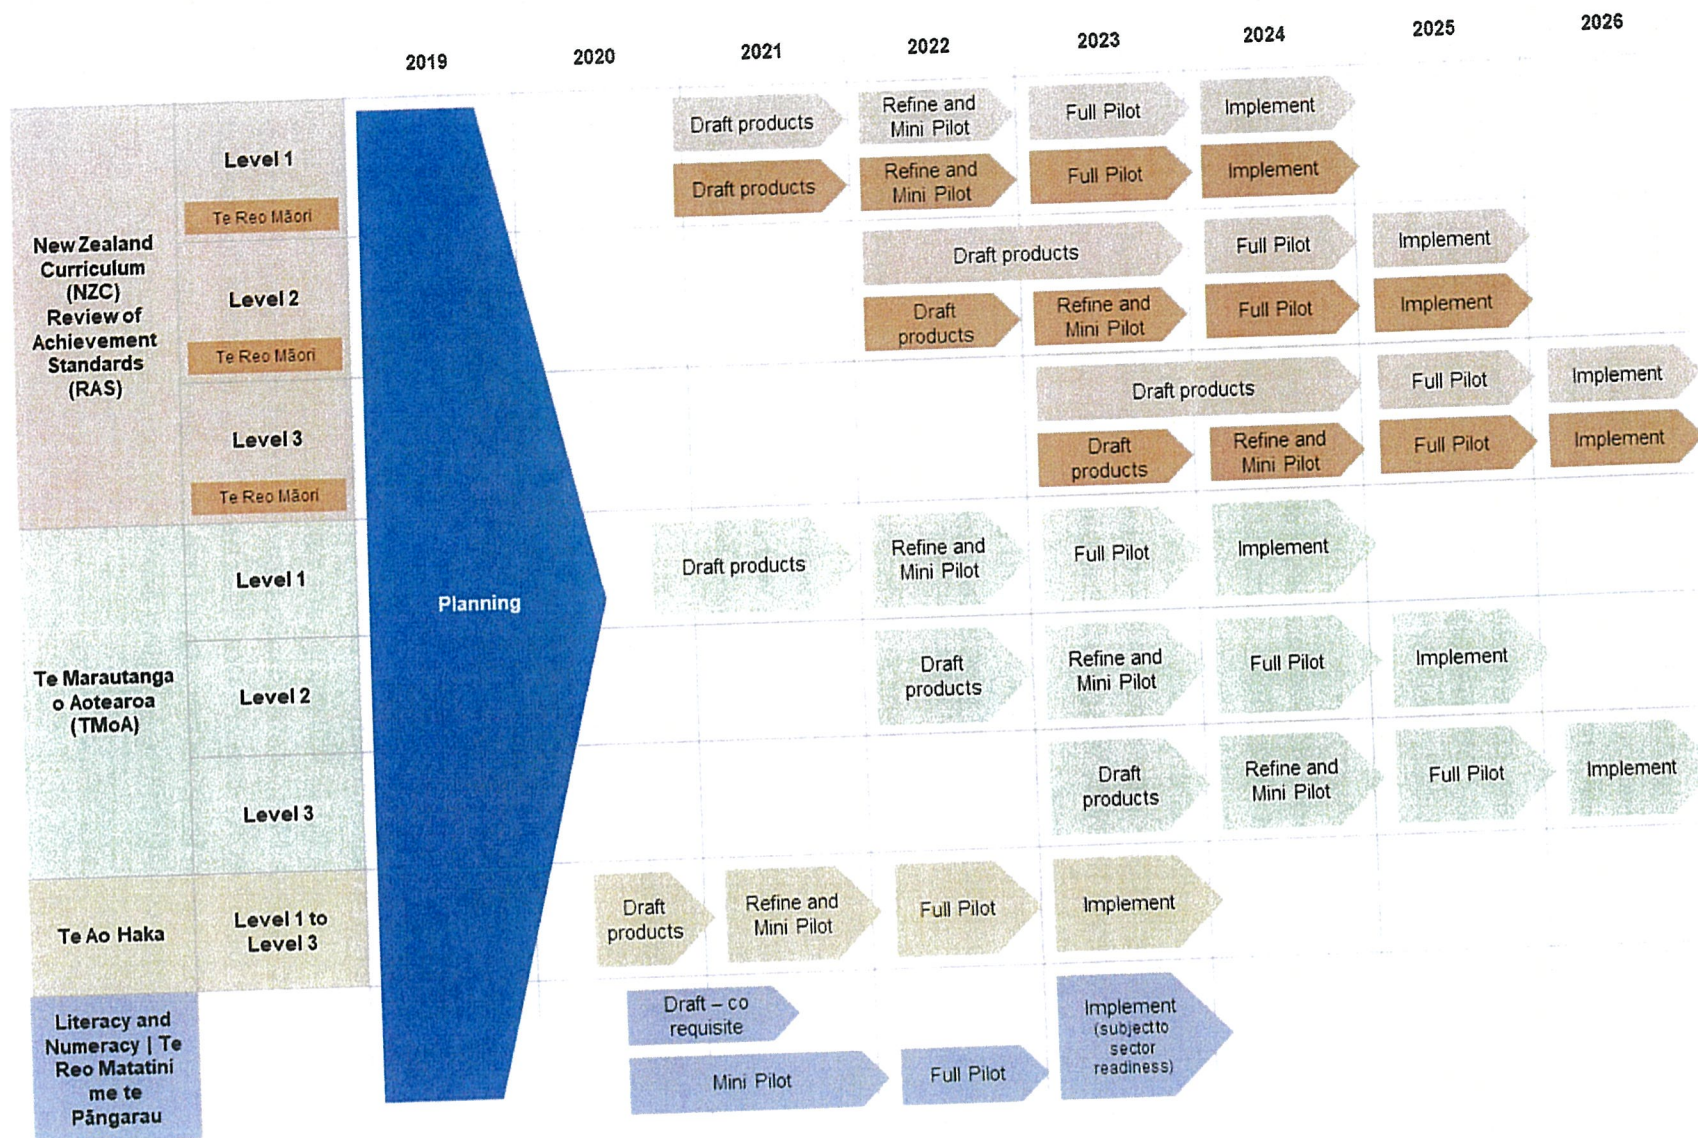 2019
2020
2021
2022
2023
2024
2025
2026
New Zealand
Curriculum
(NZC)
Review of
Achievement
Standards
(RAS)
Level 1
Te Reo Māori
Draft products
Refine and
Mini Pilot
Full Pilot
Implement
Draft products
Refine and
Mini Pilot
Full Pilot
Implement
Level 2
Te Reo Māori
Draft products
Full Pilot
Implement
Draft
products
Refine and
Mini Pilot
Full Pilot
Implement
Level 3
Te Reo Māori
Draft products
Full Pilot
Implement
Draft
products
Refine and
Mini Pilot
Full Pilot
Implement
Planning
Te Marautanga
o Aotearoa
(TMoA)
Level 1
Draft products
Refine and
Mini Pilot
Full Pilot
Implement
Level 2
Draft
products
Refine and
Mini Pilot
Full Pilot
Implement
Level 3
Draft
products
Refine and
Mini Pilot
Full Pilot
Implement
Te Ao Haka
Level 1 to
Level 3
Draft
products
Refine and
Mini Pilot
Full Pilot
Implement
Literacy and
Numeracy | Te
Reo Matatini
me te
Pāngarau
Draft – co
requisite
Mini Pilot
Full Pilot
Implement
(subject to
sector
readiness)